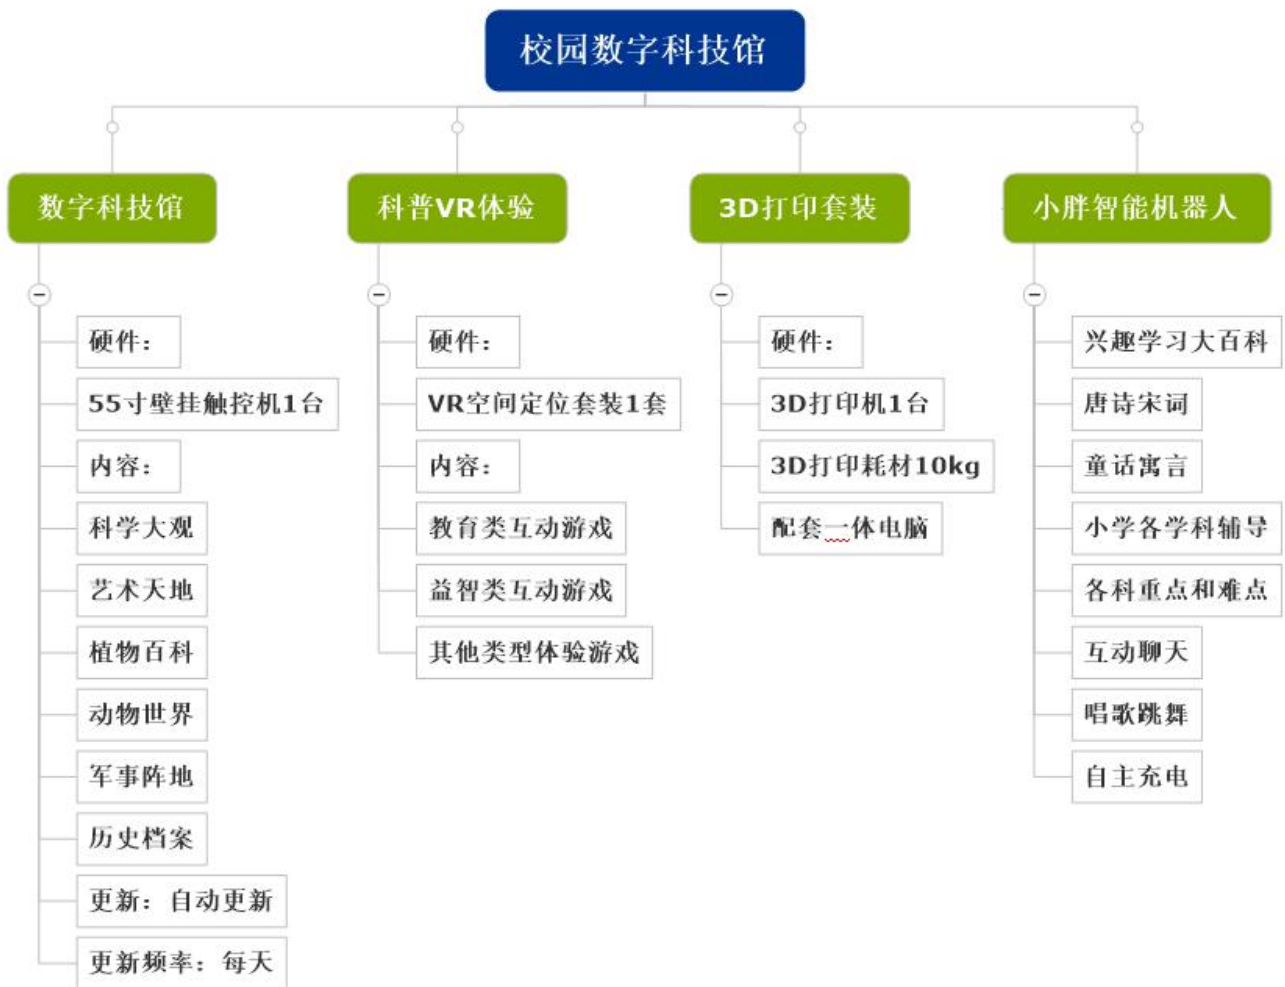 校园数字科技馆
数字科技馆
硬件：
55寸壁挂触控机1台
内容：
科学大观
艺术天地
植物百科
动物世界
军事阵地
历史档案
更新：自动更新
更新频率：每天
科普VR体验
硬件：
VR空间定位套装1套
内容：
教育类互动游戏
益智类互动游戏
其他类型体验游戏
3D打印套装
硬件：
3D打印机1台
3D打印耗材10kg
配套一体电脑
小胖智能机器人
兴趣学习大百科
唐诗宋词
童话寓言
小学各学科辅导
各科重点和难点
互动聊天
唱歌跳舞
自主充电